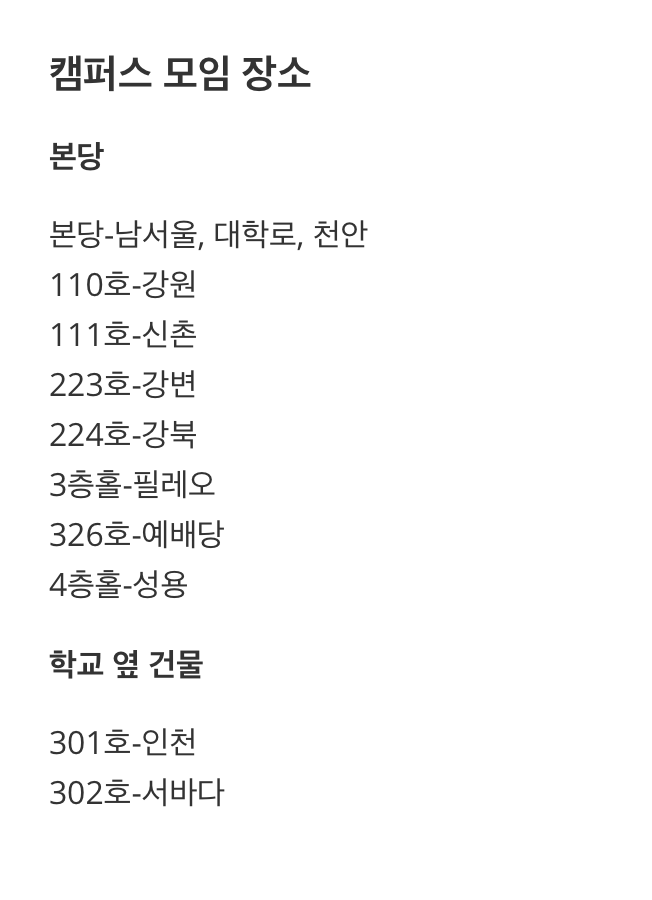 캠퍼스 모임 장소
본당
본당-남서울, 대학로, 천안
110호-강원
111호-신촌
223호-강변
224호-강북
3층홀-필레오
326호-예배당
4층홀-성용
학교 옆 건물
301호-인천
302호-서바다